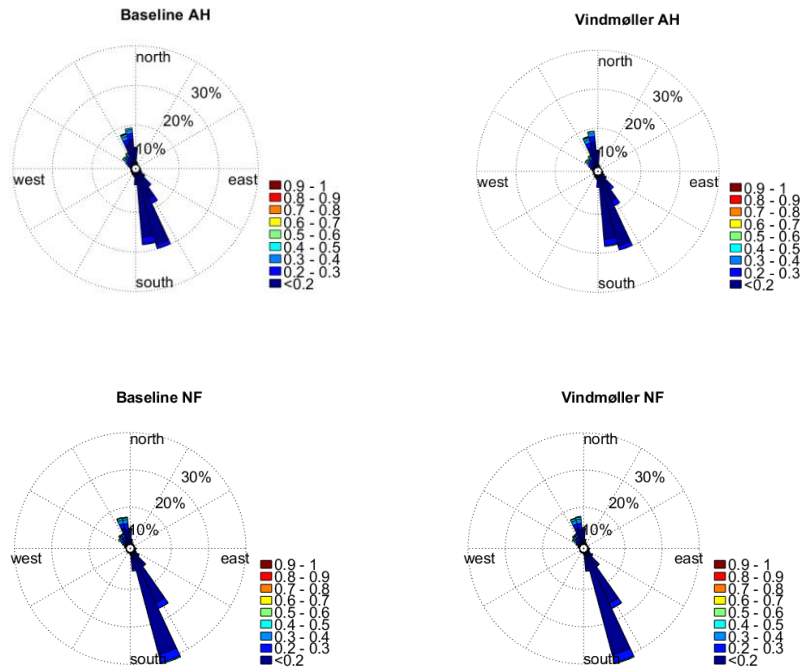 Baseline AH
north
30%
20%
10%
west
east
south
0.9 - 1
0.8 - 0.9
0.7 - 0.8
0.6 - 0.7
0.5 - 0.6
0.4 - 0.5
0.3 - 0.4
0.2 - 0.3
<0.2
Vindmøller AH
north
30%
20%
10%
west
east
south
0.9 - 1
0.8 - 0.9
0.7 - 0.8
0.6 - 0.7
0.5 - 0.6
0.4 - 0.5
0.3 - 0.4
0.2 - 0.3
<0.2
Baseline NF
north
30%
20%
10%
west
east
south
0.9 - 1
0.8 - 0.9
0.7 - 0.8
0.6 - 0.7
0.5 - 0.6
0.4 - 0.5
0.3 - 0.4
0.2 - 0.3
<0.2
Vindmøller NF
north
30%
20%
10%
west
east
south
0.9 - 1
0.8 - 0.9
0.7 - 0.8
0.6 - 0.7
0.5 - 0.6
0.4 - 0.5
0.3 - 0.4
0.2 - 0.3
<0.2